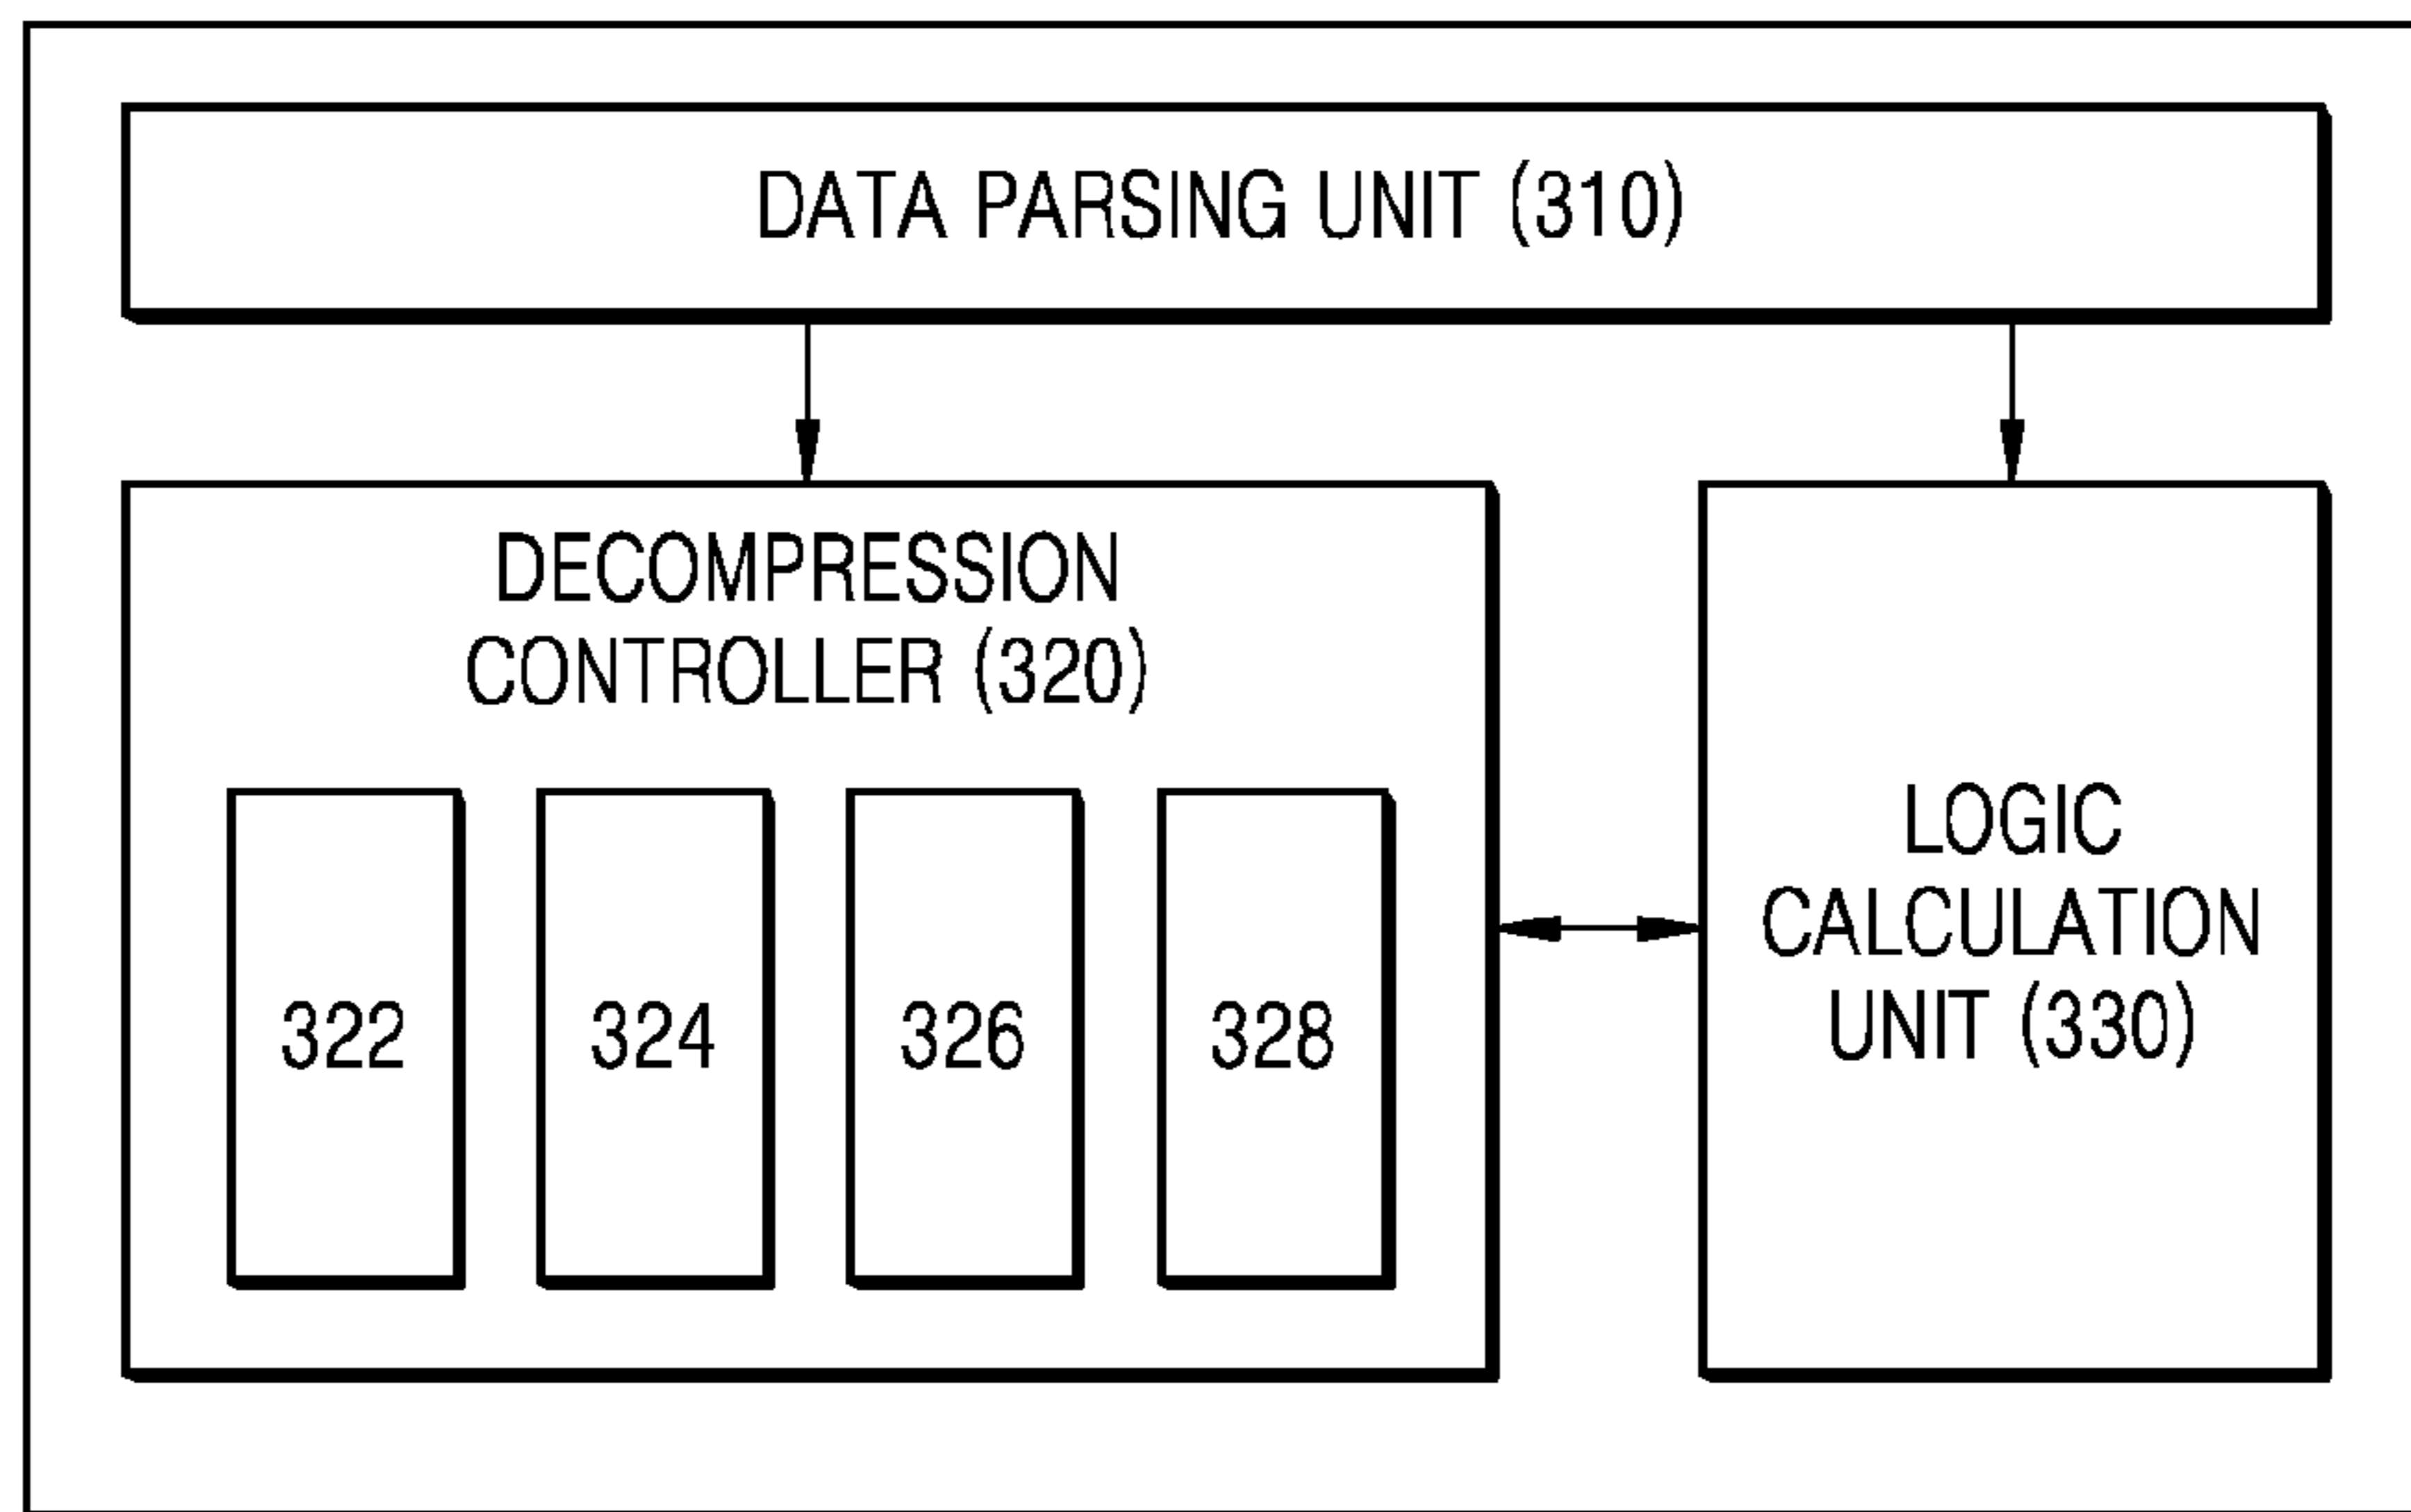 DATA PARSING UNIT (310)
DECOMPRESSION
CONTROLLER (320)
322
324
326
328
LOGIC
CALCULATION
UNIT (330)